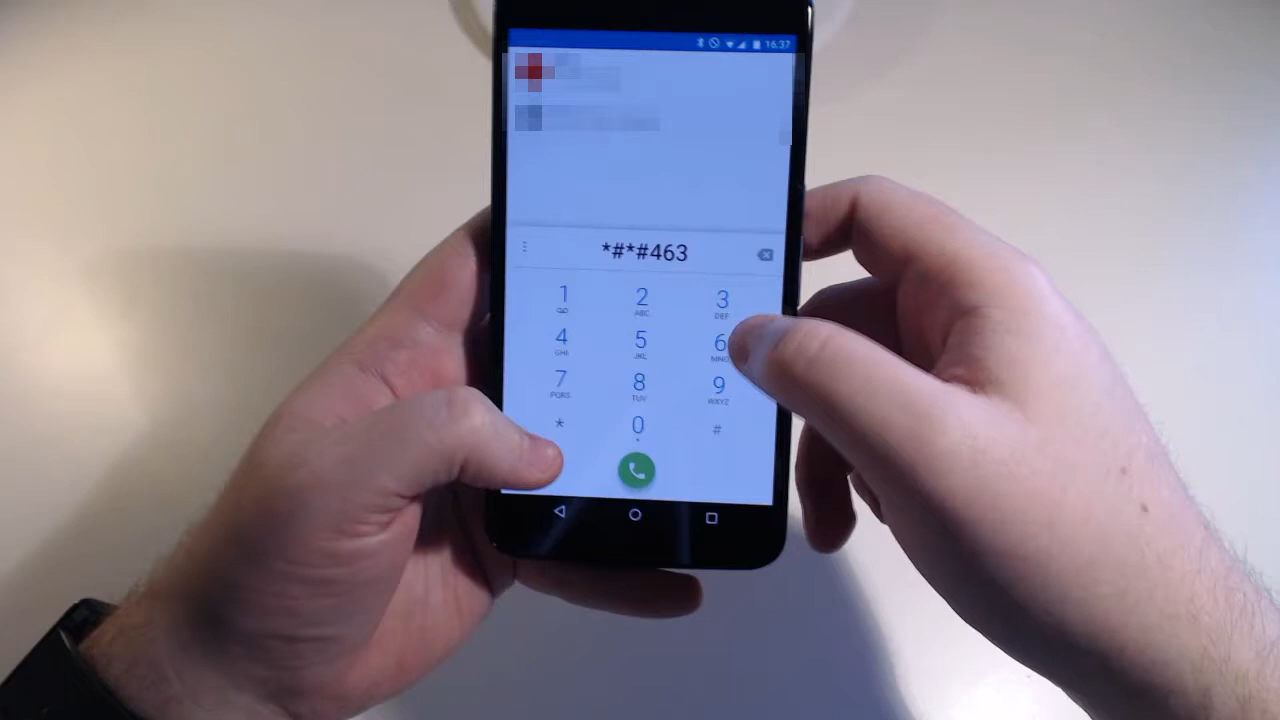 16:37
*#*#463
1 2 3
ABC DEF
4 5 6
GHI JKL MNO
7 8 9
PQRS TUV WXYZ
* 0 #